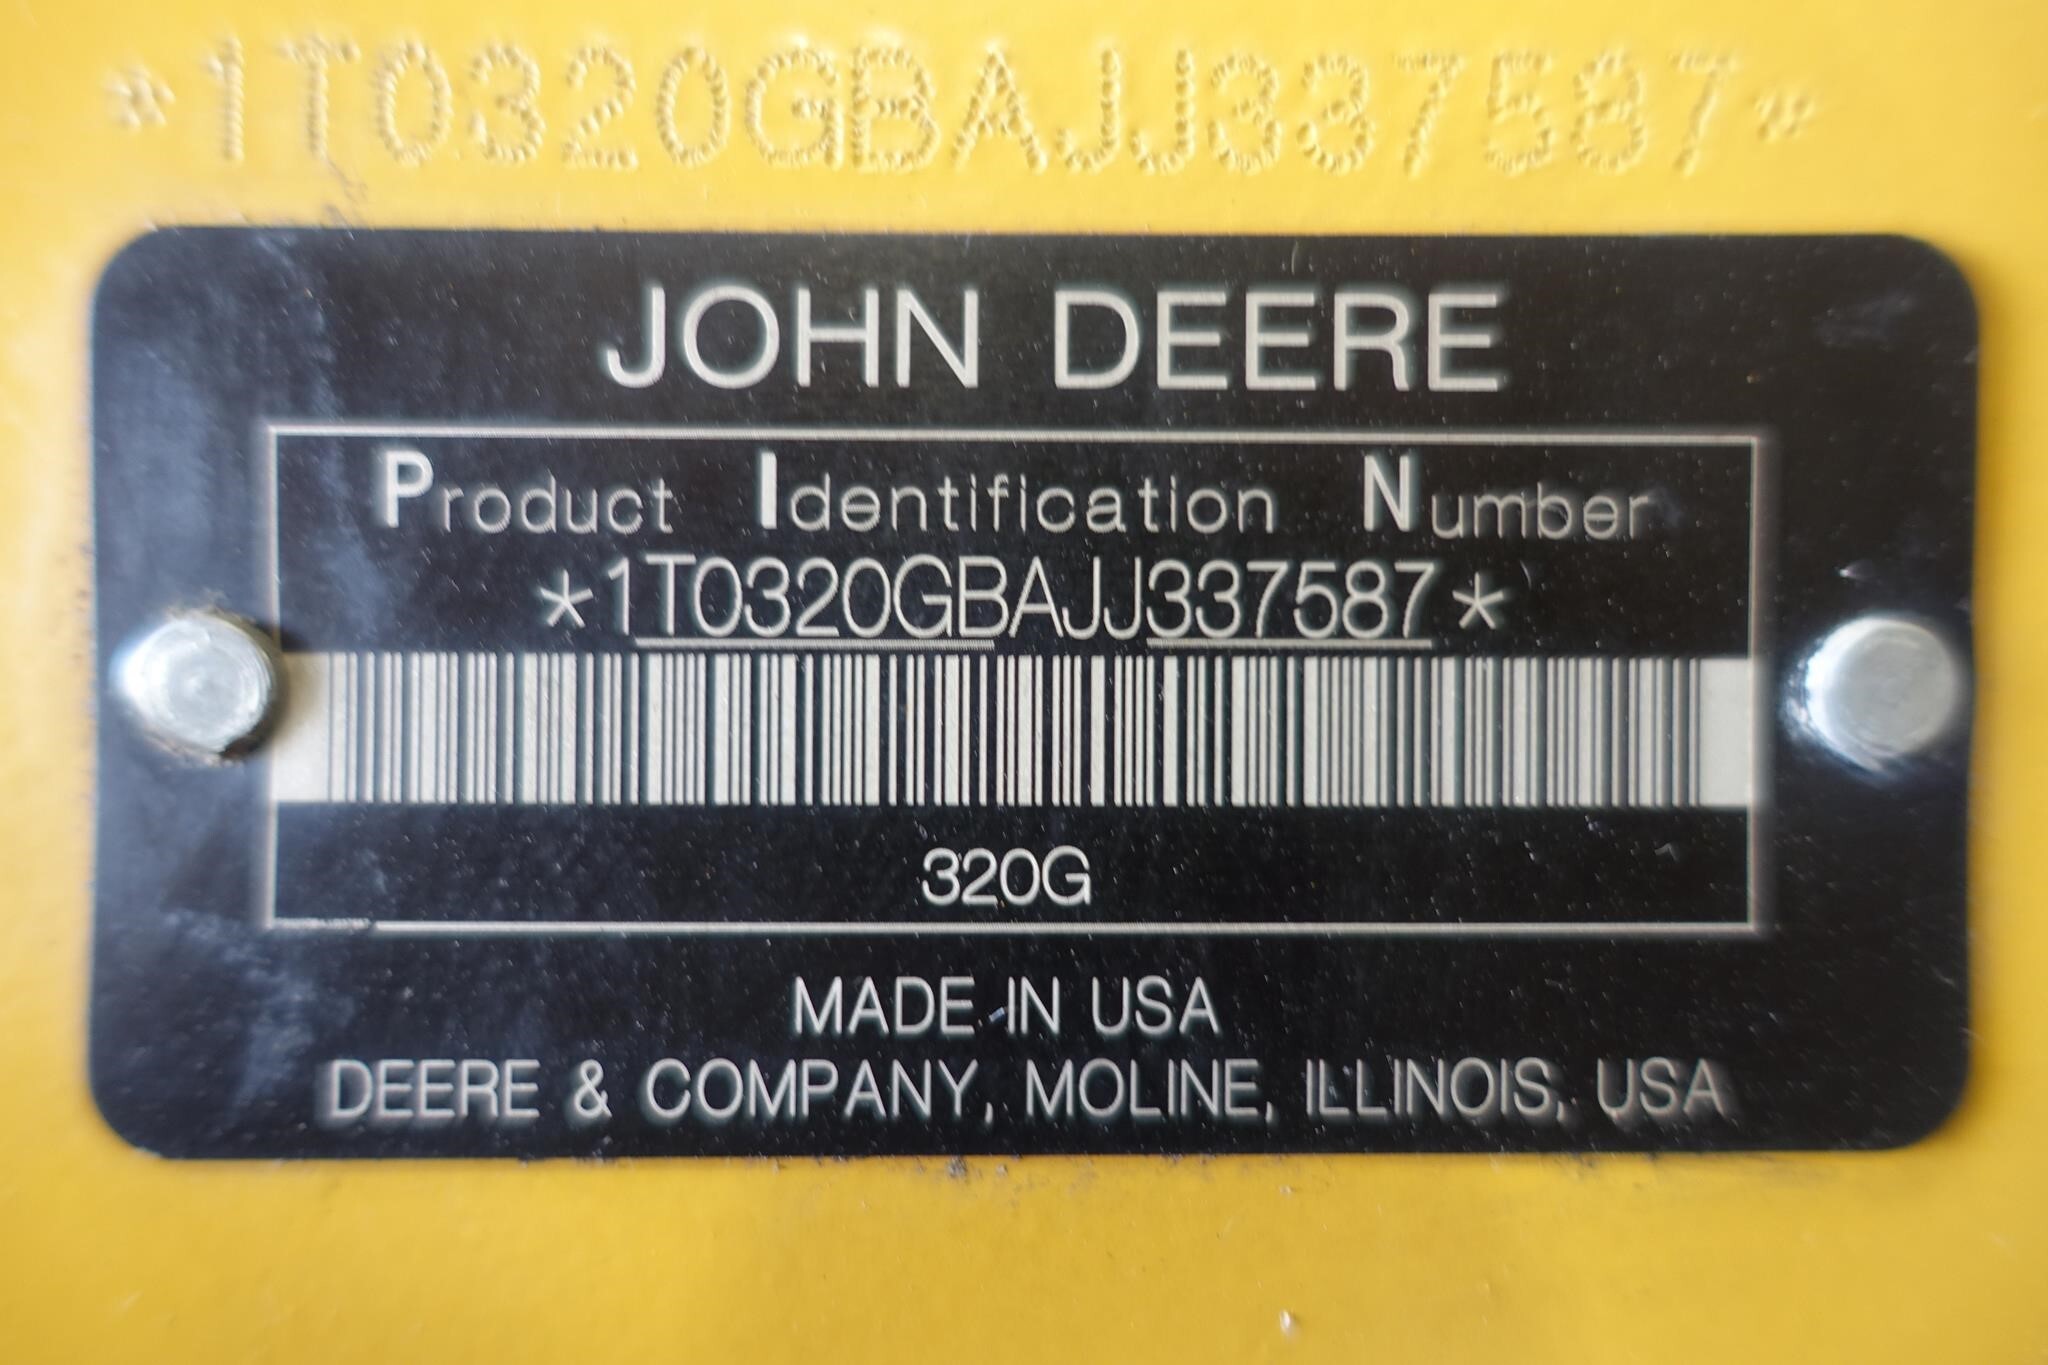 *1T0320GBAJJ337587*
JOHN DEERE
Product Identification Number
*1T0320GBAJJ337587*
320G
MADE IN USA
DEERE & COMPANY, MOLINE, ILLINOIS, USA